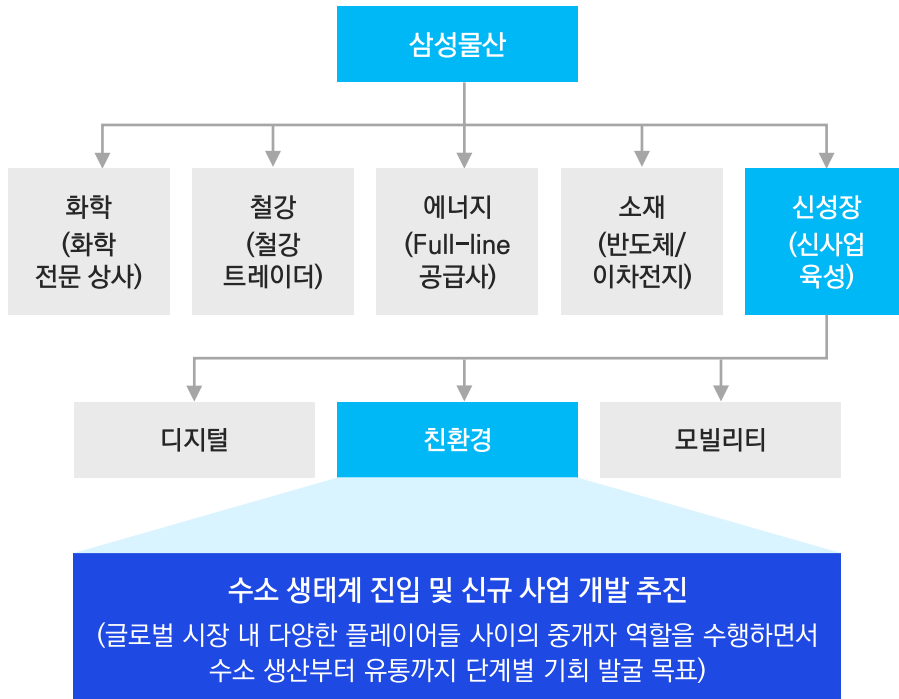 삼성물산
화학
(화학
전문 상사)
철강
(철강
트레이더)
에너지
(Full-line
공급사)
소재
(반도체/
이차전지)
신성장
(신사업
육성)
디지털
친환경
모빌리티
수소 생태계 진입 및 신규 사업 개발 추진
(글로벌 시장 내 다양한 플레이어들 사이의 중개자 역할을 수행하면서
수소 생산부터 유통까지 단계별 기회 발굴 목표)